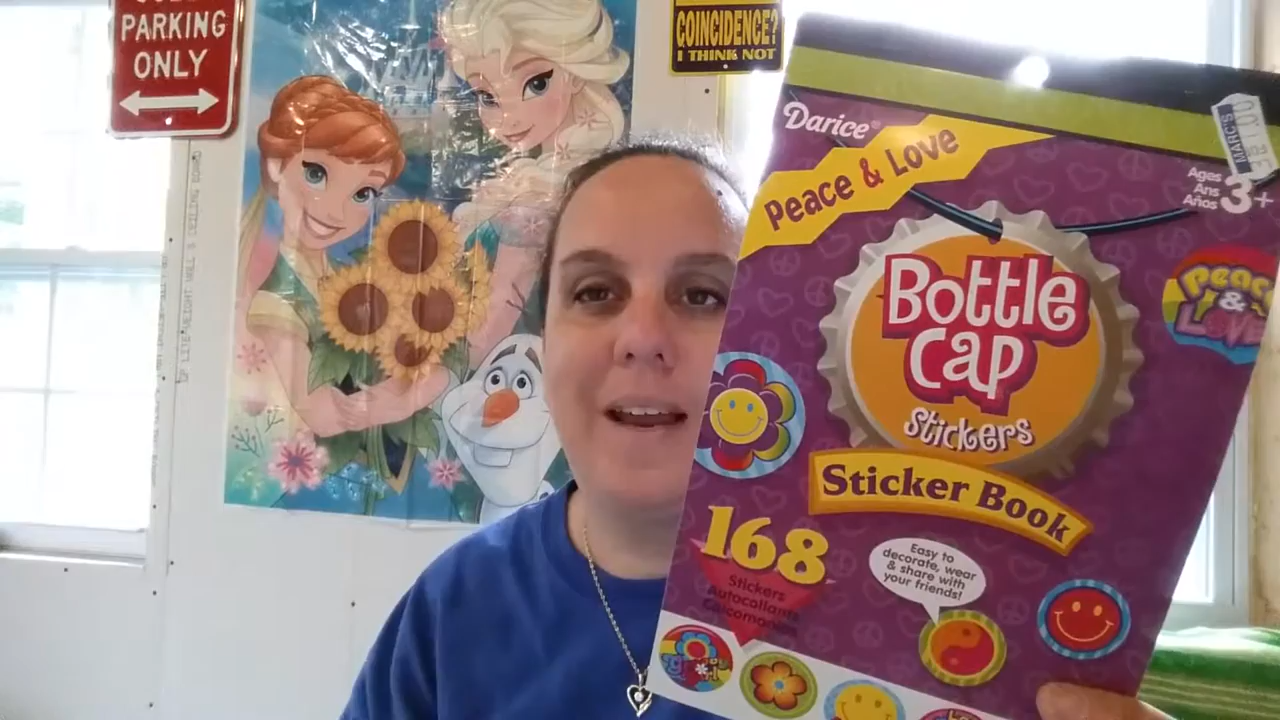 PARKING
ONLY
COINCIDENCE?
I THINK NOT
Darice®
Peace & Love
MARC'S
Ages
Ans
Años
3+
Bottle
Cap
Stickers
Sticker Book
Peace
&
LOVE
168
Stickers
Autocollants
Easy to
decorate, wear
& share with
your friends!